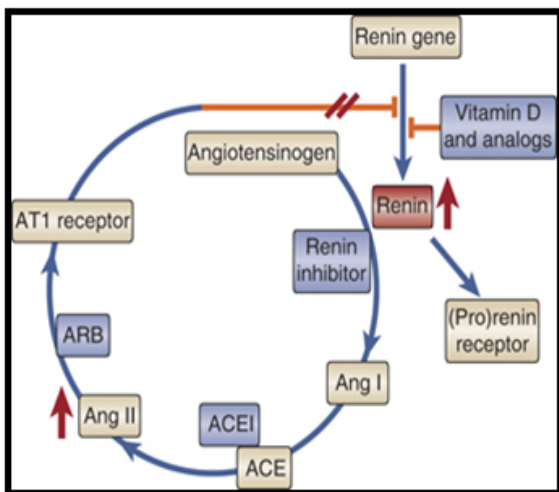 Renin gene
Vitamin D
and analogs
Angiotensinogen
Renin
AT1 receptor
Renin
inhibitor
(Pro)renin
receptor
ARB
Ang I
Ang II
ACEI
ACE